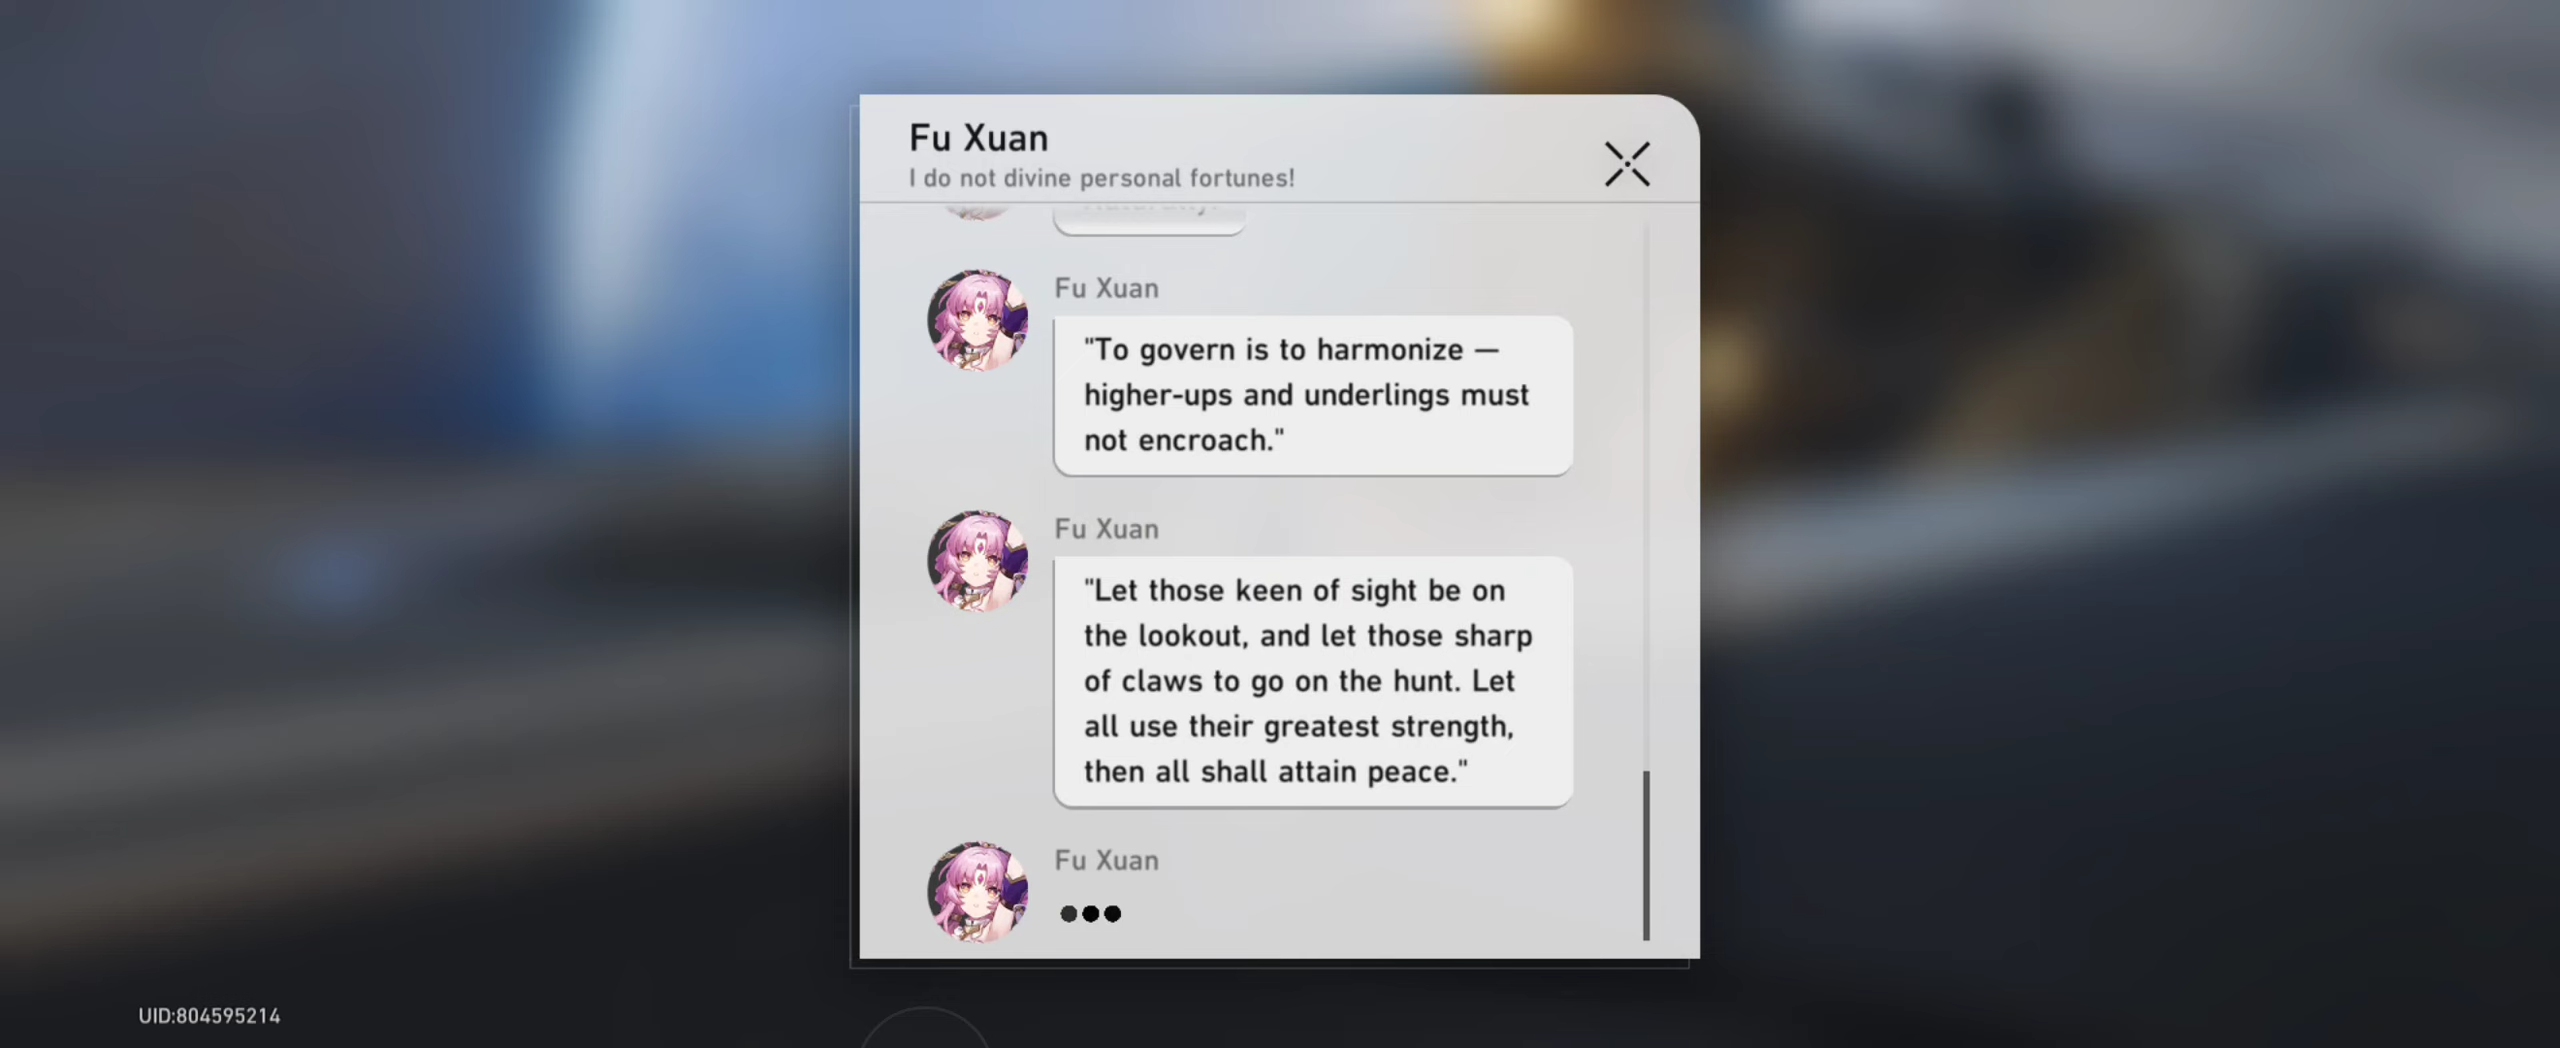 Fu Xuan
I do not divine personal fortunes!
Fu Xuan
"To govern is to harmonize —
higher-ups and underlings must
not encroach."
Fu Xuan
"Let those keen of sight be on
the lookout, and let those sharp
of claws to go on the hunt. Let
all use their greatest strength,
then all shall attain peace."
Fu Xuan
UID:804595214